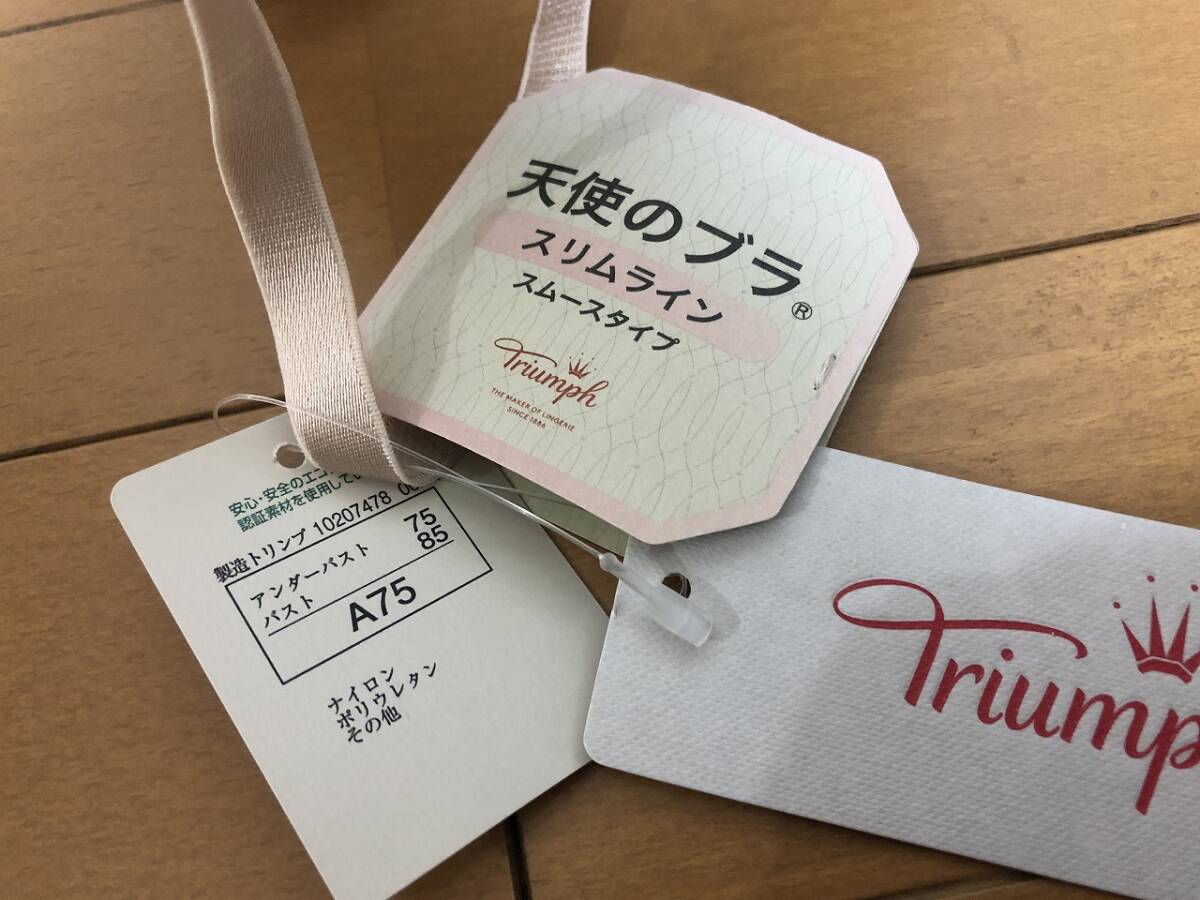 天使のブラ®
スリムライン
スムースタイプ
Triumph
THE MAKER OF LINGERIE
SINCE 1886
安心・安全のエコ
認証素材を使用してい
製造トリンプ 10207478
アンダーバスト 75
バスト 85
A75
ナイロン
ポリウレタン
その他
Triumph